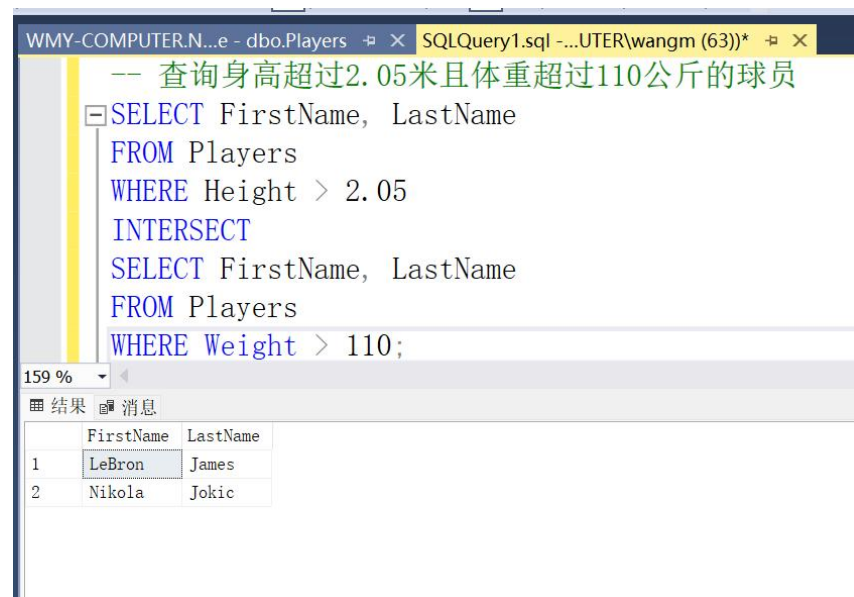 WMY-COMPUTER.N...e - dbo.Players
SQLQuery1.sql -...UTER\wangm (63))*
-- 查询身高超过2.05米且体重超过110公斤的球员
SELECT FirstName, LastName
FROM Players
WHERE Height > 2.05
INTERSECT
SELECT FirstName, LastName
FROM Players
WHERE Weight > 110;
159 %
结果 消息
FirstName LastName
1 LeBron James
2 Nikola Jokic